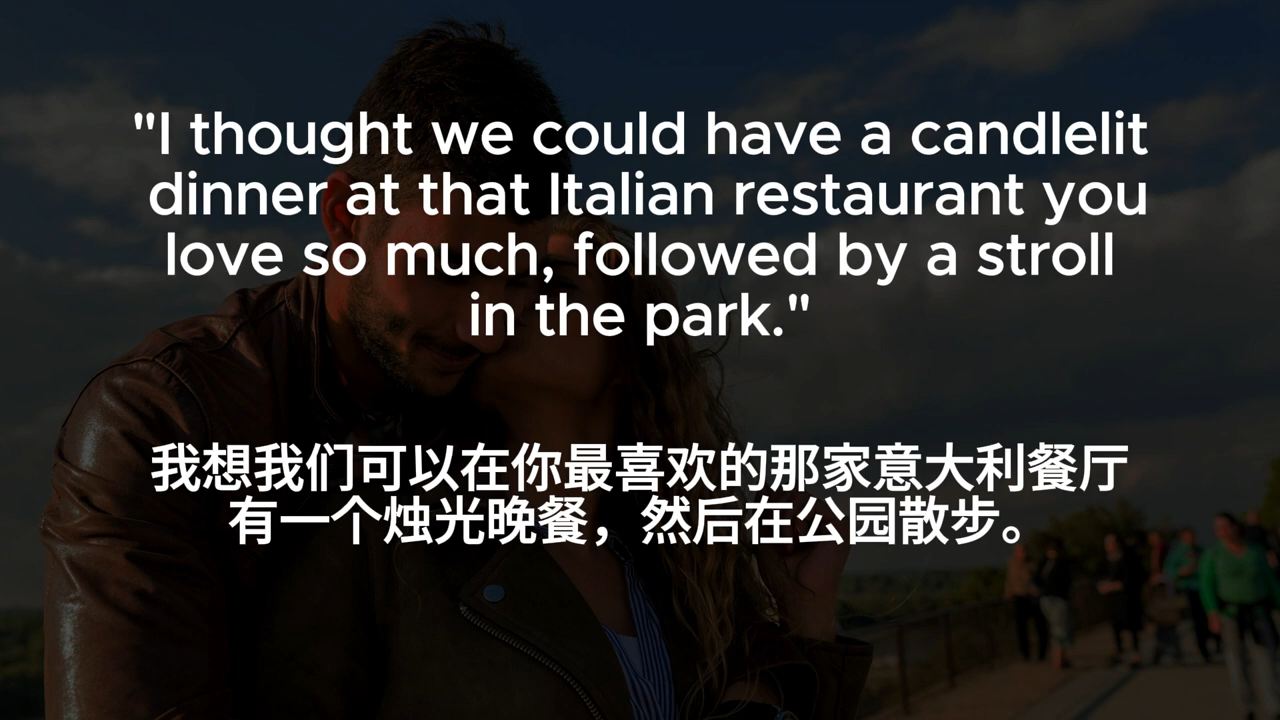 "I thought we could have a candlelit
dinner at that Italian restaurant you
love so much, followed by a stroll
in the park."
我想我们可以在你最喜欢的那家意大利餐厅
有一个烛光晚餐，然后在公园散步。